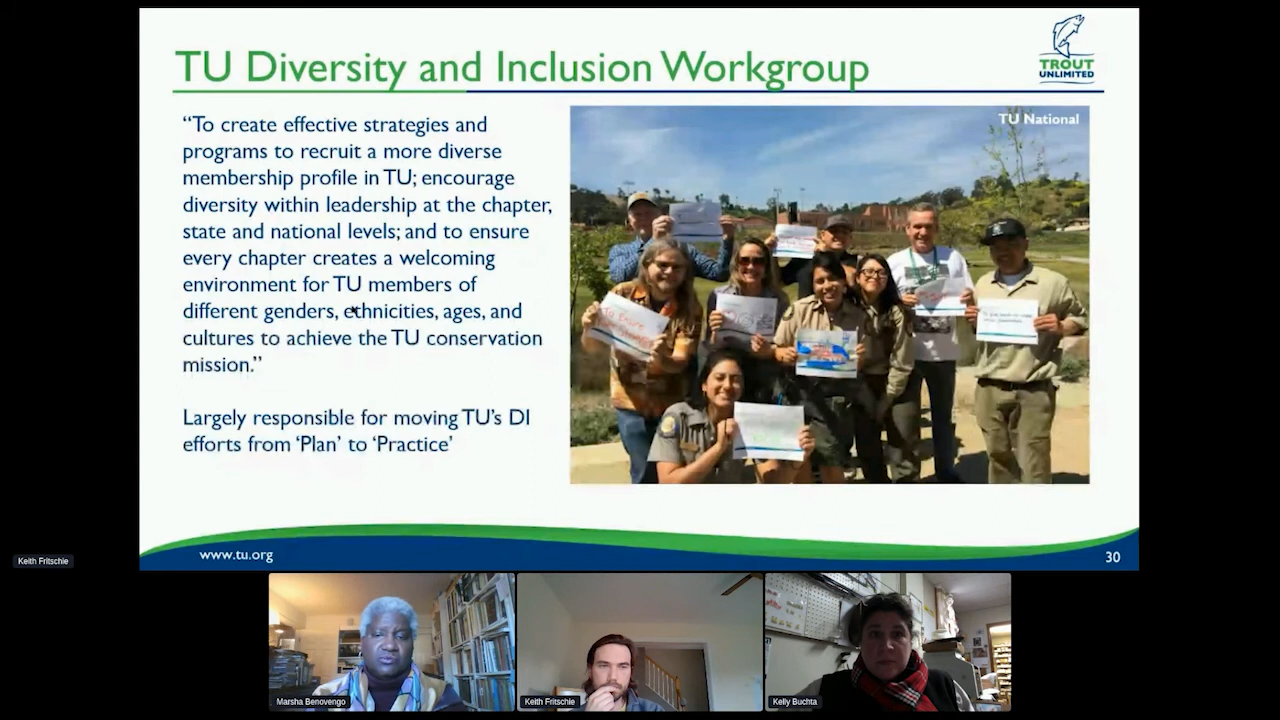 TU Diversity and Inclusion Workgroup
TROUT
UNLIMITED
“To create effective strategies and
programs to recruit a more diverse
membership profile in TU; encourage
diversity within leadership at the chapter,
state and national levels; and to ensure
every chapter creates a welcoming
environment for TU members of
different genders, ethnicities, ages, and
cultures to achieve the TU conservation
mission.”
Largely responsible for moving TU’s DI
efforts from ‘Plan’ to ‘Practice’
TU National
www.tu.org
30
Keith Fritschie
Marsha Benovengo
Keith Fritschie
Kelly Buchta